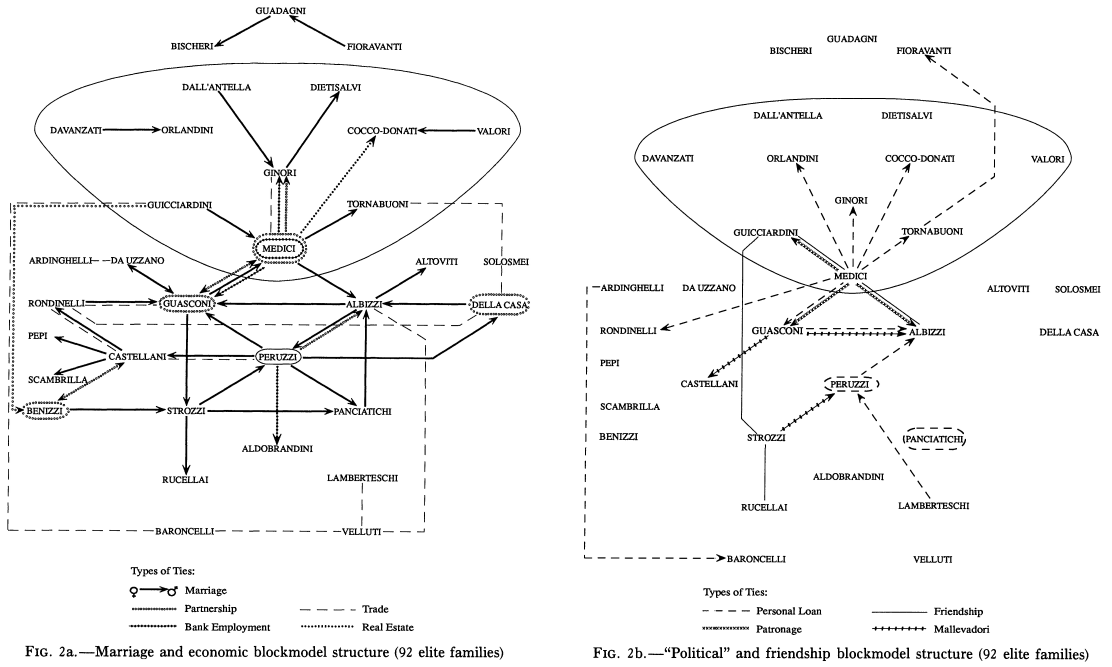 GUADAGNI
BISCHERI
FIORAVANTI
DALL'ANTELLA
DIETISALVI
DAVANZATI
ORLANDINI
COCCO-DONATI
VALORI
GINORI
GUICCIARDINI
TORNABUONI
MEDICI
ARDINGHELLI
DA UZZANO
ALTOVITI
SOLOSMEI
RONDINELLI
GUASCONI
ALBIZZI
DELLA CASA
PEPI
CASTELLANI
PERUZZI
SCAMBRILLA
BENIZZI
STROZZI
PANCIATICHI
ALDOBRANDINI
RUCELLAI
LAMBERTESCHI
BARONCELLI
VELLUTI
Types of Ties:
♀ ♂ Marriage
Partnership
Trade
Bank Employment
Real Estate
FIG. 2a.—Marriage and economic blockmodel structure (92 elite families)
GUADAGNI
BISCHERI
FIORAVANTI
DALL'ANTELLA
DIETISALVI
DAVANZATI
ORLANDINI
COCCO-DONATI
VALORI
GINORI
GUICCIARDINI
TORNABUONI
MEDICI
ARDINGHELLI
DA UZZANO
ALTOVITI
SOLOSMEI
RONDINELLI
GUASCONI
ALBIZZI
DELLA CASA
PEPI
CASTELLANI
PERUZZI
SCAMBRILLA
BENIZZI
STROZZI
PANCIATICHI
ALDOBRANDINI
RUCELLAI
LAMBERTESCHI
BARONCELLI
VELLUTI
Types of Ties:
Personal Loan
Friendship
Patronage
Mallevadori
FIG. 2b.—"Political" and friendship blockmodel structure (92 elite families)